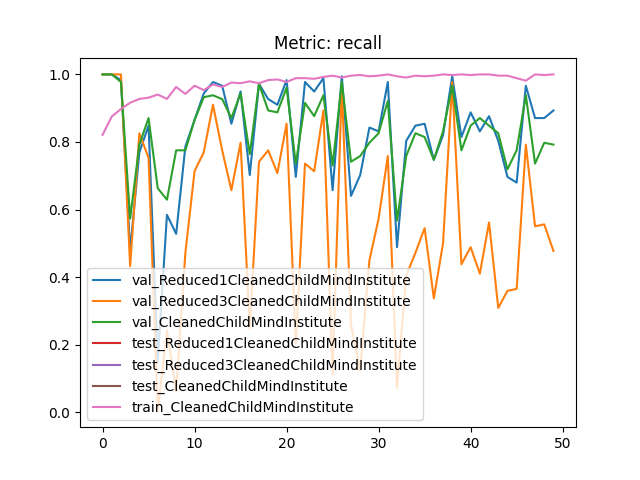 Metric: recall
1.0
0.8
0.6
0.4
0.2
0.0
val_Reduced1CleanedChildMindInstitute
val_Reduced3CleanedChildMindInstitute
val_CleanedChildMindInstitute
test_Reduced1CleanedChildMindInstitute
test_Reduced3CleanedChildMindInstitute
test_CleanedChildMindInstitute
train_CleanedChildMindInstitute
0 10 20 30 40 50